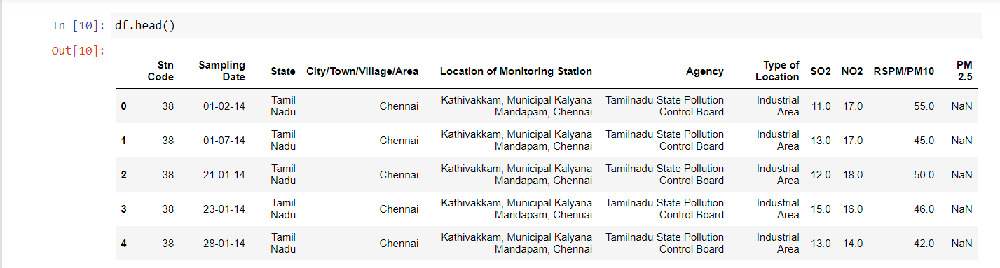 In [10]: df.head()
Out[10]:
Stn Code Sampling Date State City/Town/Village/Area Location of Monitoring Station Agency Type of Location SO2 NO2 RSPM/PM10 PM 2.5
0 38 01-02-14 Tamil Nadu Chennai Kathivakkam, Municipal Kalyana Mandapam, Chennai Tamilnadu State Pollution Control Board Industrial Area 11.0 17.0 55.0 NaN
1 38 01-07-14 Tamil Nadu Chennai Kathivakkam, Municipal Kalyana Mandapam, Chennai Tamilnadu State Pollution Control Board Industrial Area 13.0 17.0 45.0 NaN
2 38 21-01-14 Tamil Nadu Chennai Kathivakkam, Municipal Kalyana Mandapam, Chennai Tamilnadu State Pollution Control Board Industrial Area 12.0 18.0 50.0 NaN
3 38 23-01-14 Tamil Nadu Chennai Kathivakkam, Municipal Kalyana Mandapam, Chennai Tamilnadu State Pollution Control Board Industrial Area 15.0 16.0 46.0 NaN
4 38 28-01-14 Tamil Nadu Chennai Kathivakkam, Municipal Kalyana Mandapam, Chennai Tamilnadu State Pollution Control Board Industrial Area 13.0 14.0 42.0 NaN